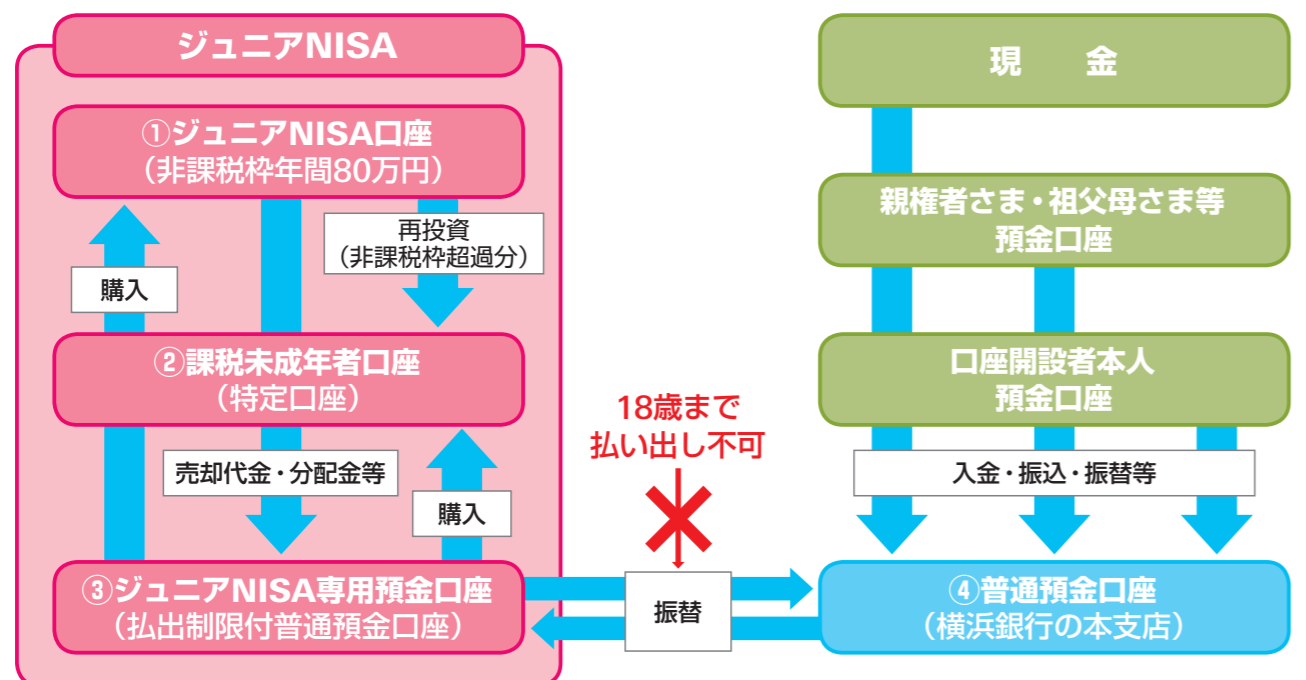 ジュニアNISA
①ジュニアNISA口座
（非課税枠年間80万円）
再投資
（非課税枠超過分）
購入
②課税未成年者口座
（特定口座）
売却代金・分配金等
購入
③ジュニアNISA専用預金口座
（払出制限付普通預金口座）
18歳まで
払い出し不可
振替
現　金
親権者さま・祖父母さま等
預金口座
口座開設者本人
預金口座
入金・振込・振替等
④普通預金口座
（横浜銀行の本支店）